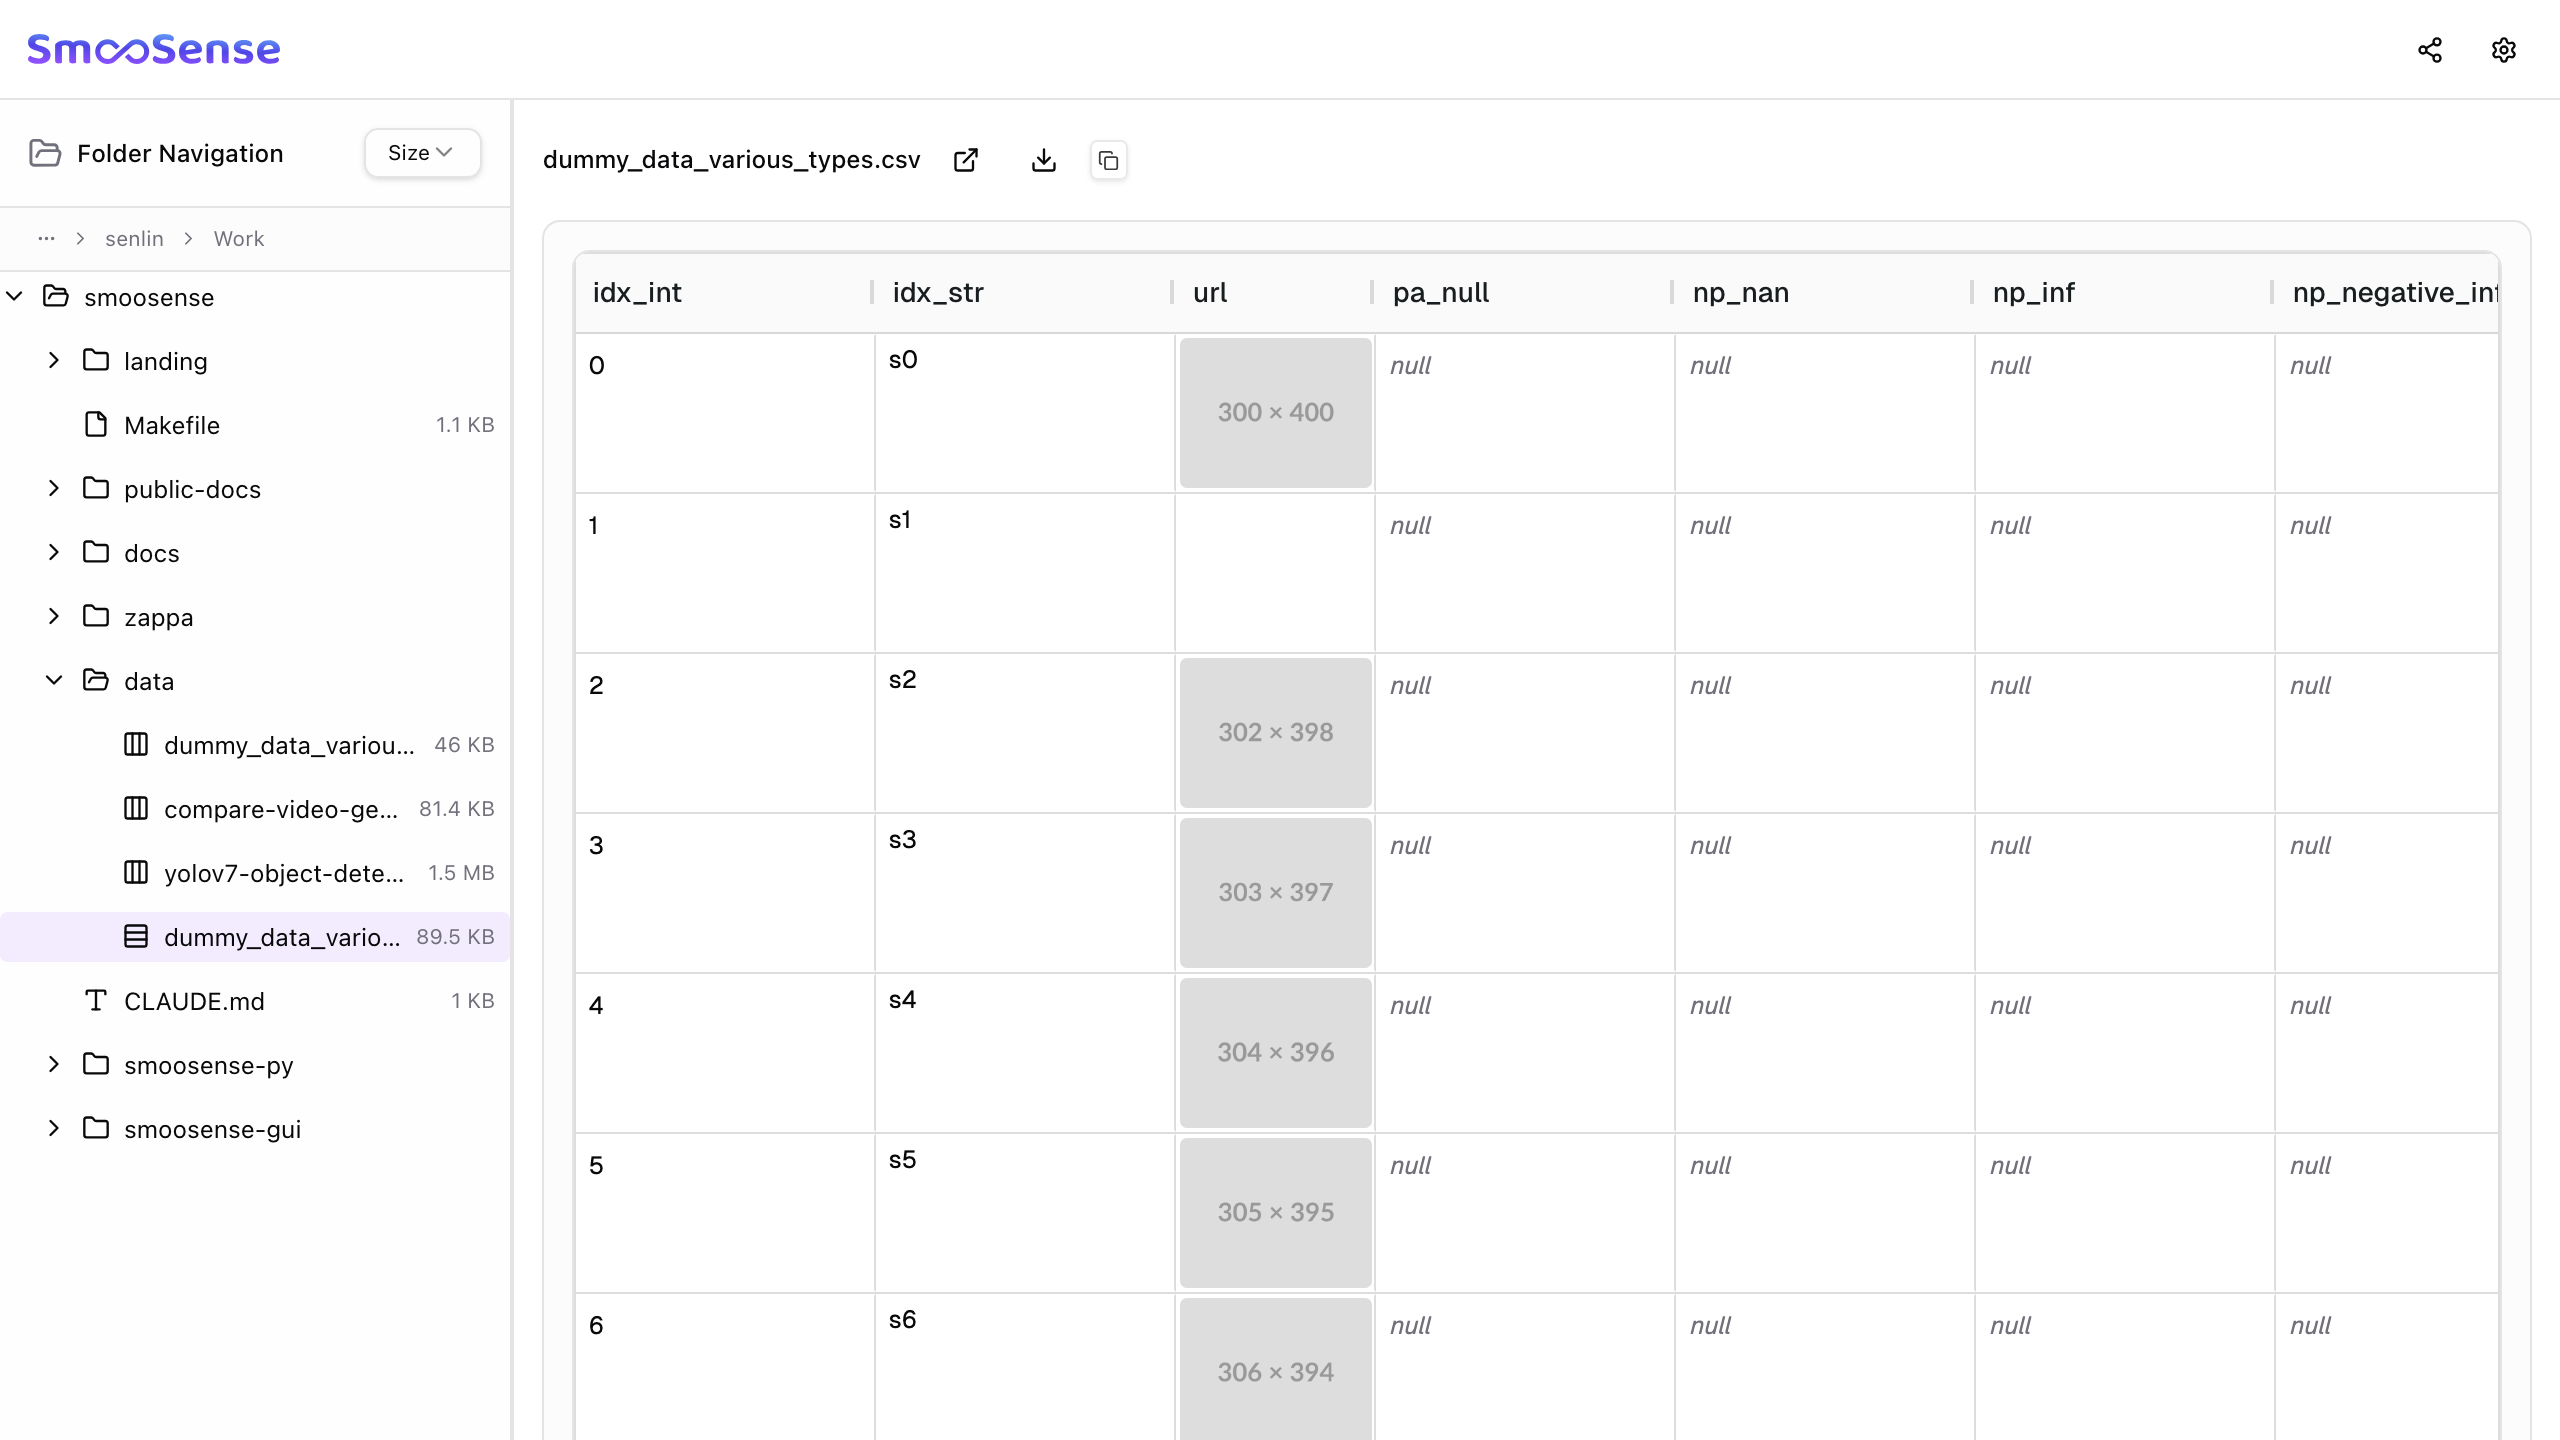 SmooSense
Folder Navigation
Size
... > senlin > Work
smoosense
landing
Makefile 1.1 KB
public-docs
docs
zappa
data
dummy_data_variou... 46 KB
compare-video-ge... 81.4 KB
yolov7-object-dete... 1.5 MB
dummy_data_vario... 89.5 KB
CLAUDE.md 1 KB
smoosense-py
smoosense-gui
dummy_data_various_types.csv
idx_int idx_str url pa_null np_nan np_inf np_negative_inf
0 s0 300 × 400 null null null null
1 s1 null null null null
2 s2 302 × 398 null null null null
3 s3 303 × 397 null null null null
4 s4 304 × 396 null null null null
5 s5 305 × 395 null null null null
6 s6 306 × 394 null null null null